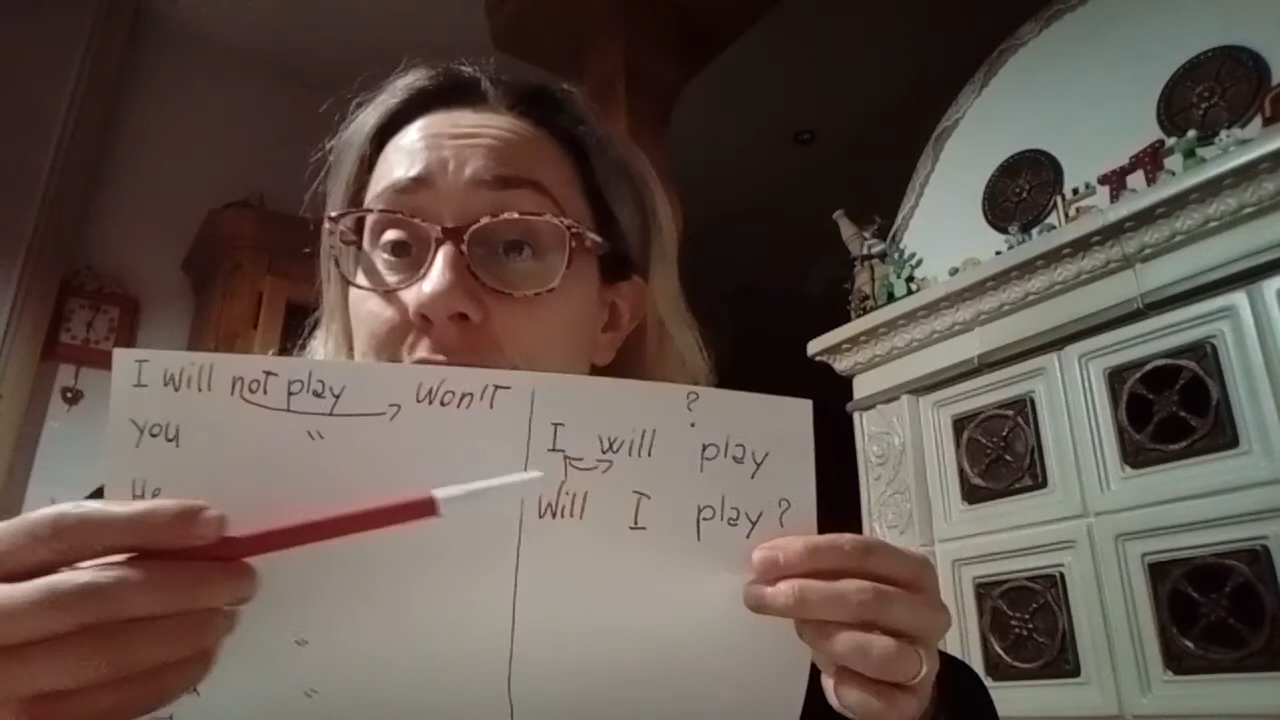 I will not play won't
you "
He
"
"
?
I will play
Will I play?